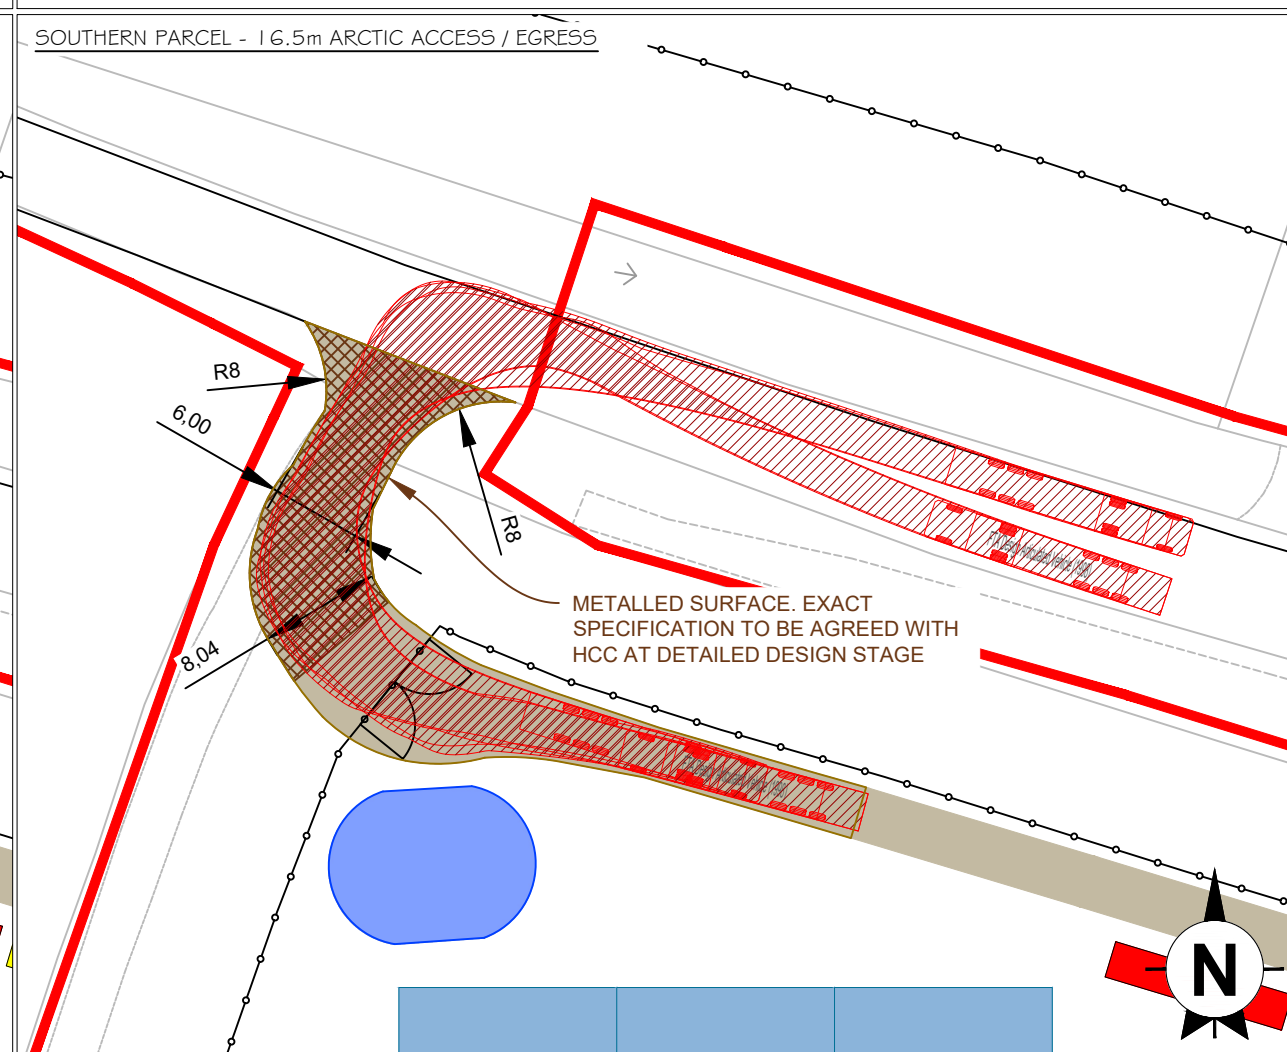 SOUTHERN PARCEL - 16.5m ARCTIC ACCESS / EGRESS
R8
6,00
R8
METALLED SURFACE. EXACT
SPECIFICATION TO BE AGREED WITH
HCC AT DETAILED DESIGN STAGE
8,04
N